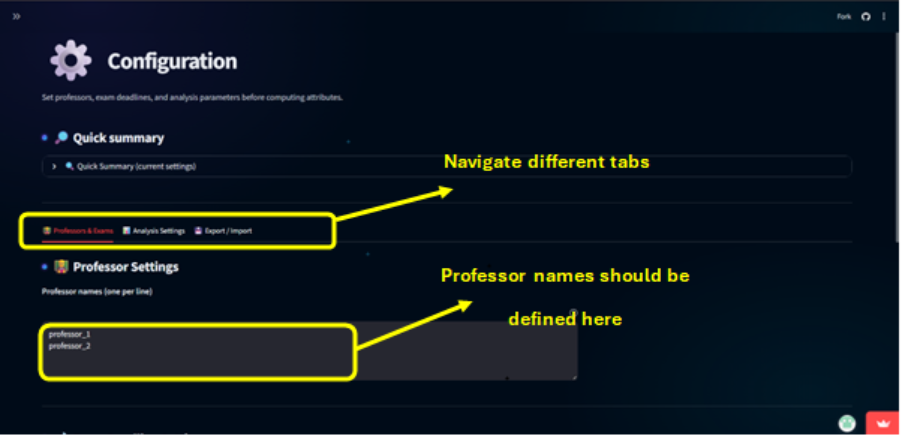 Fork
Configuration
Set professors, exam deadlines, and analysis parameters before computing attributes.
Quick summary
Quick Summary (current settings)
Navigate different tabs
Professors & Exams Analysis Settings Export / Import
Professor Settings
Professor names (one per line)
Professor names should be
defined here
professor_1
professor_2